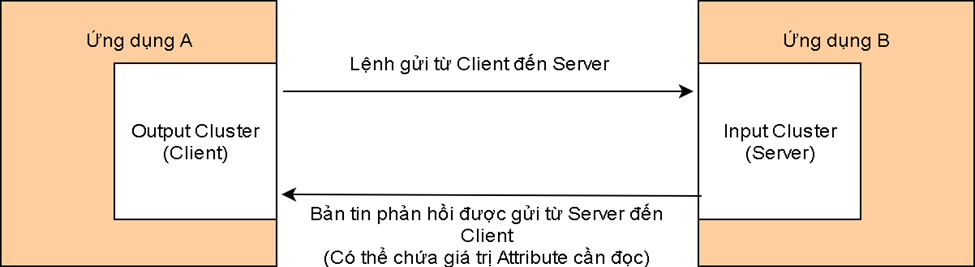 Ứng dụng A
Ứng dụng B
Lệnh gửi từ Client đến Server
Output Cluster
(Client)
Input Cluster
(Server)
Bản tin phản hồi được gửi từ Server đến
Client
(Có thể chứa giá trị Attribute cần đọc)